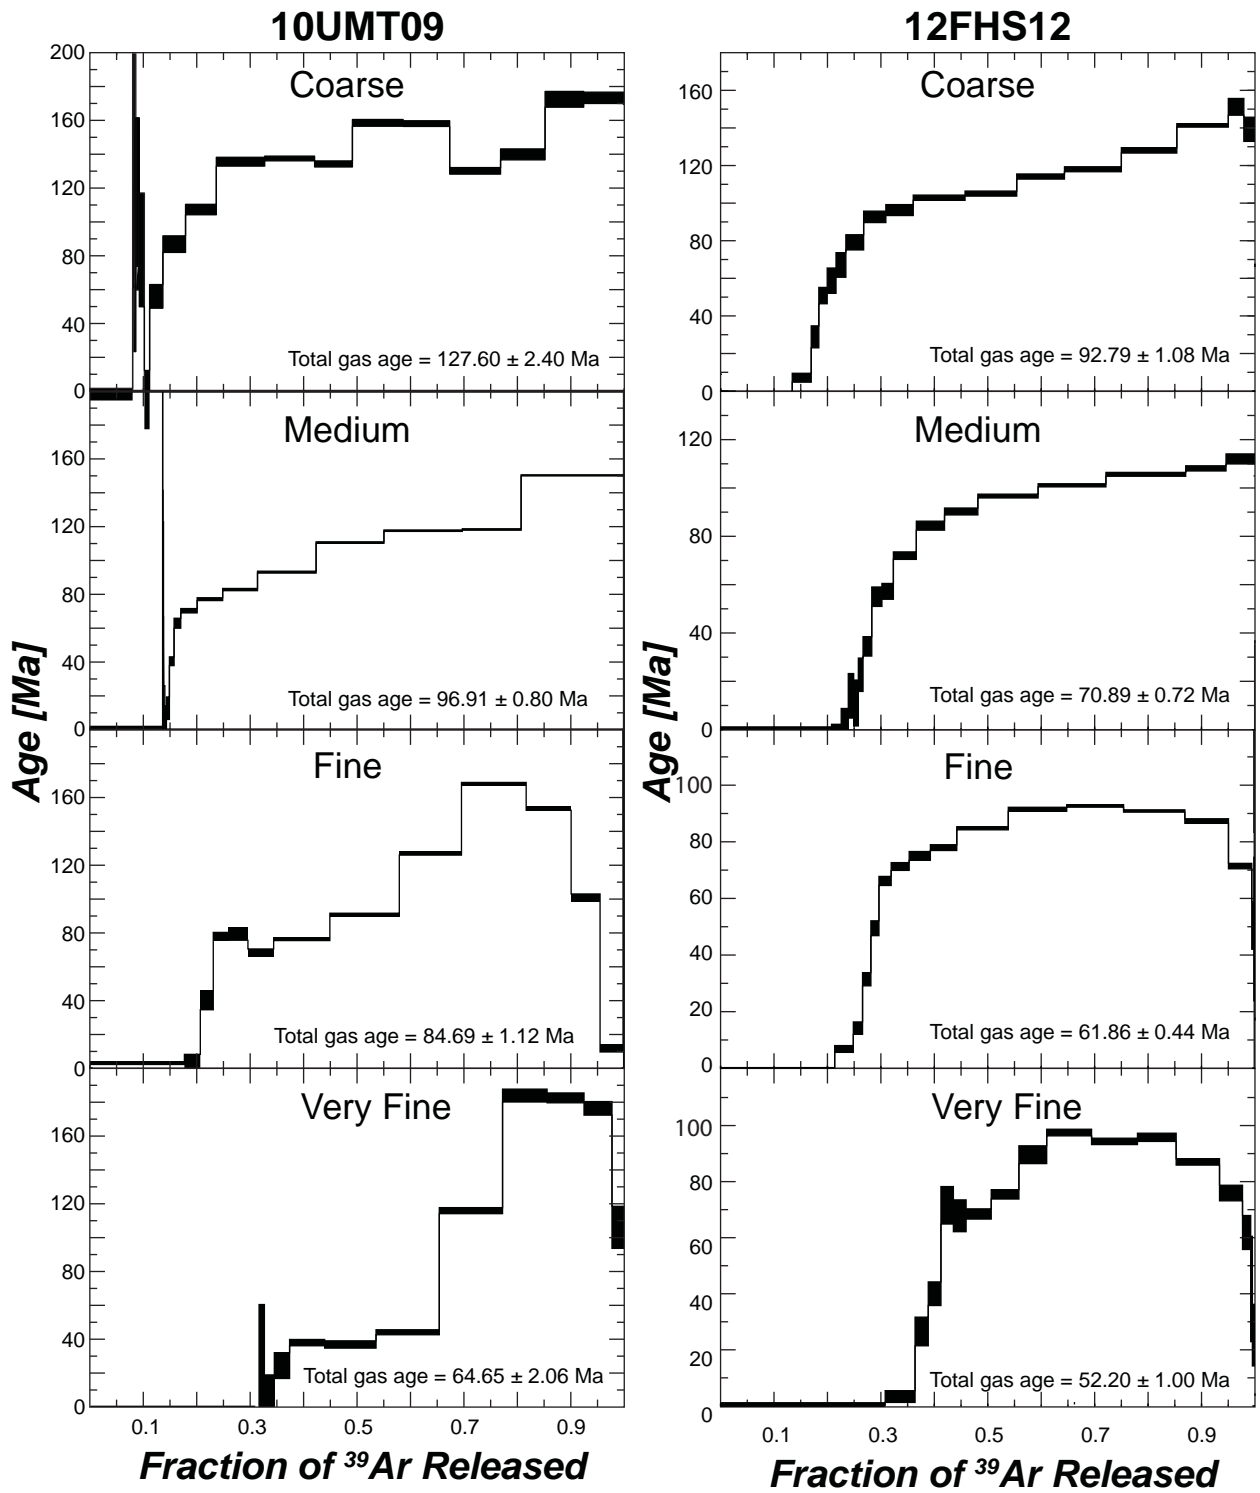 10UMT09
200
Coarse
160
120
80
40
Total gas age = 127.60 ± 2.40 Ma
0
Medium
160
120
80
40
Total gas age = 96.91 ± 0.80 Ma
0
Fine
160
120
80
40
Total gas age = 84.69 ± 1.12 Ma
0
Very Fine
160
120
80
40
Total gas age = 64.65 ± 2.06 Ma
0
Age [Ma]
0.1 0.3 0.5 0.7 0.9
Fraction of ³⁹Ar Released
12FHS12
Coarse
160
120
80
40
Total gas age = 92.79 ± 1.08 Ma
0
Medium
120
80
40
Total gas age = 70.89 ± 0.72 Ma
0
Fine
100
80
60
40
20
Total gas age = 61.86 ± 0.44 Ma
0
Very Fine
100
80
60
40
20
Total gas age = 52.20 ± 1.00 Ma
0
Age [Ma]
0.1 0.3 0.5 0.7 0.9
Fraction of ³⁹Ar Released